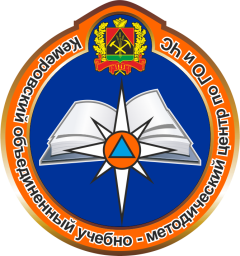 Кемеровский объединенный учебно - методический центр по ГО и ЧС